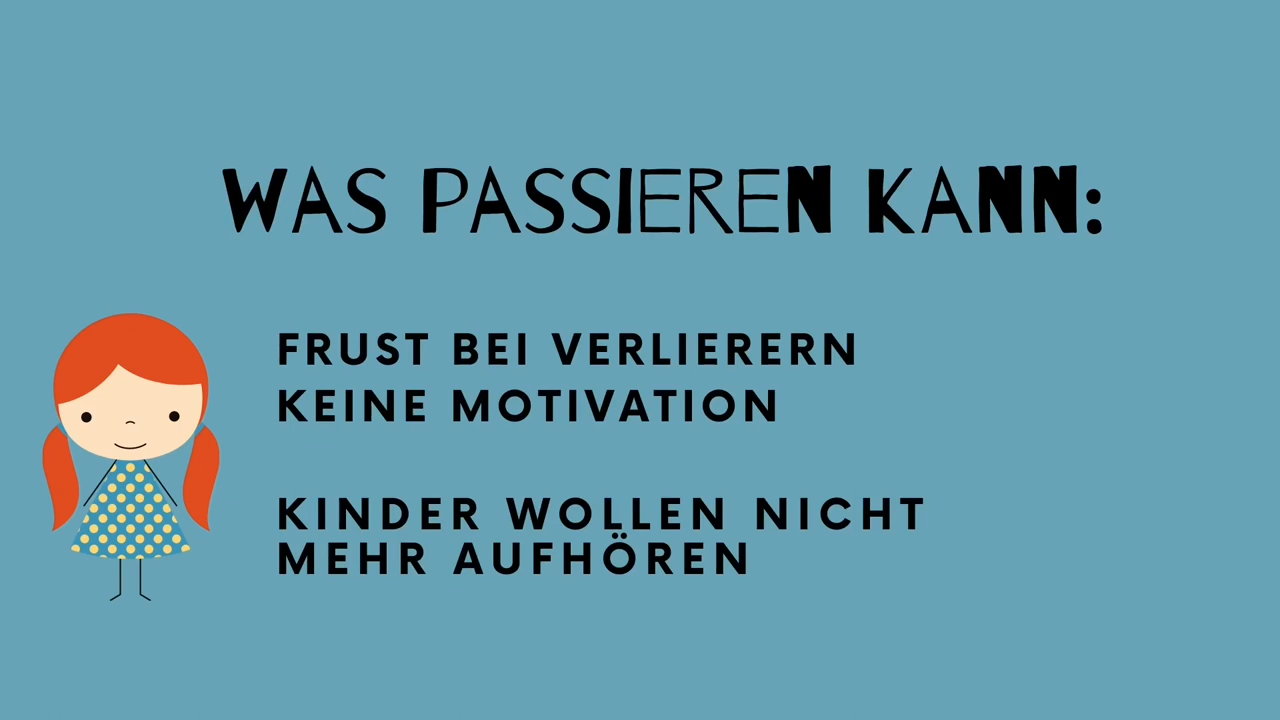 WAS PASSIEREN KANN:
FRUST BEI VERLIERERN
KEINE MOTIVATION
KINDER WOLLEN NICHT
MEHR AUFHÖREN